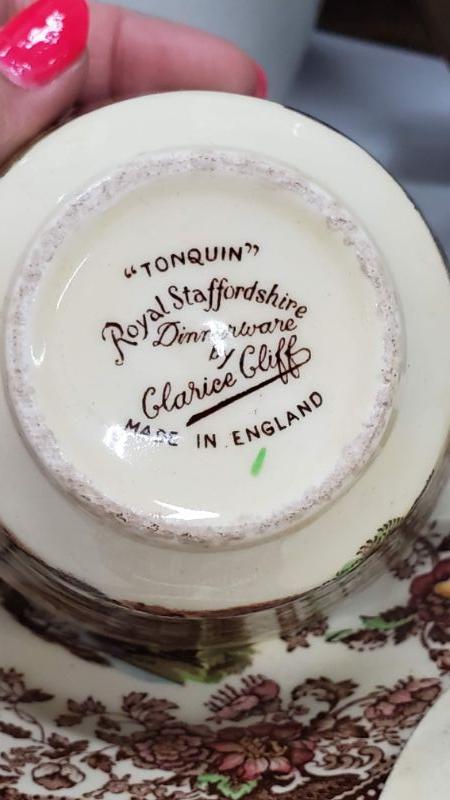 "TONQUIN"
Royal Staffordshire
Dinnerware
by
Clarice Cliff
MADE IN ENGLAND